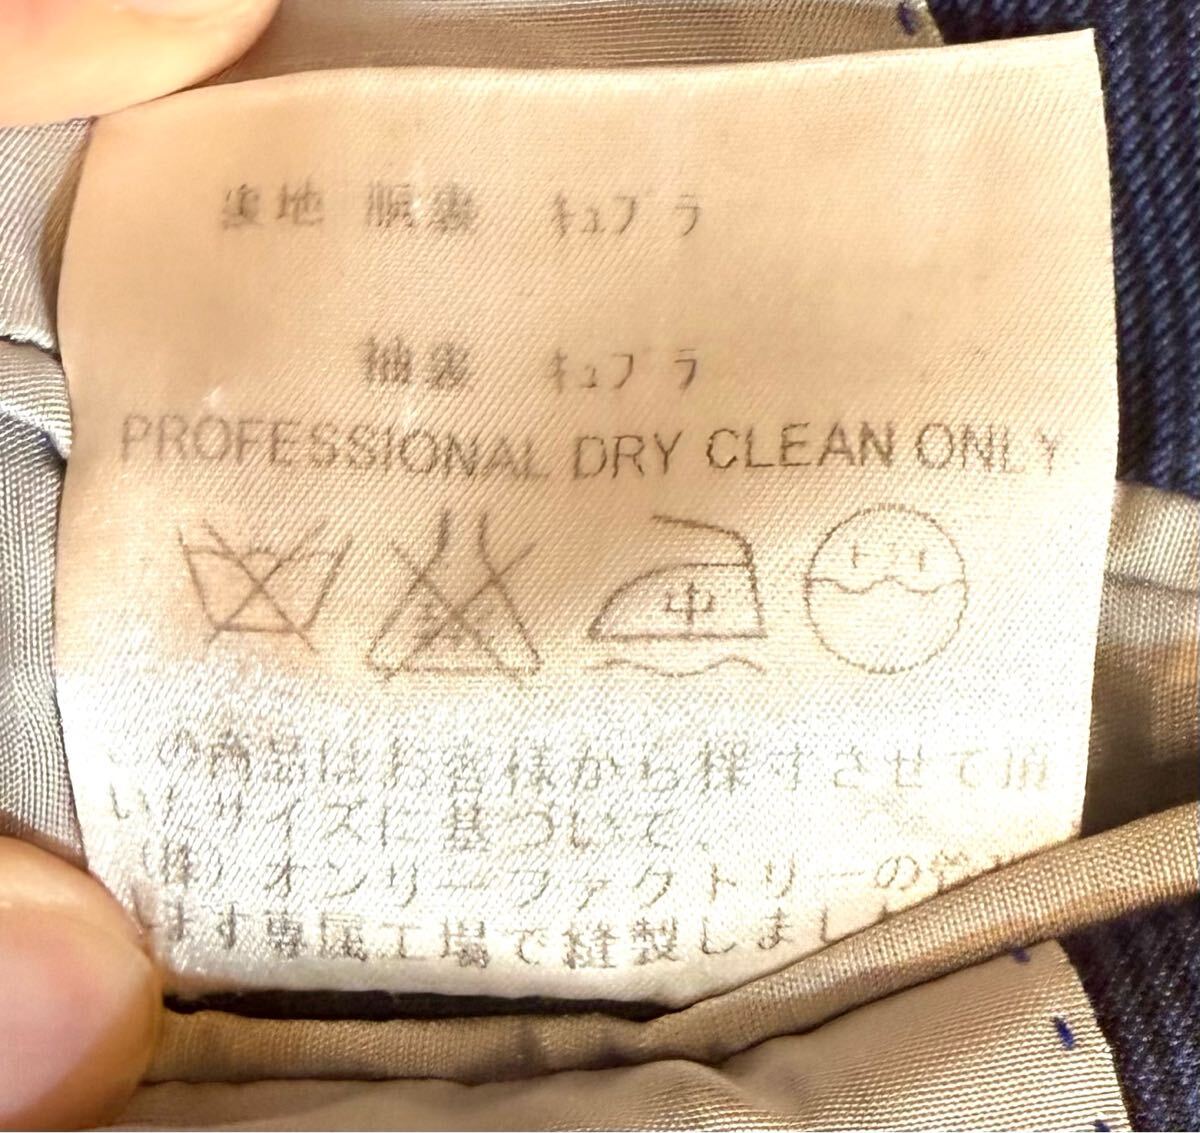 裏地 胴裏 キュプラ
袖裏 キュプラ
PROFESSIONAL DRY CLEAN ONLY
中 ドライ
この商品はお客様から採寸させて頂
いたサイズに基づいて、
(株) オンリーファクトリーの
ます専属工場で縫製しまし